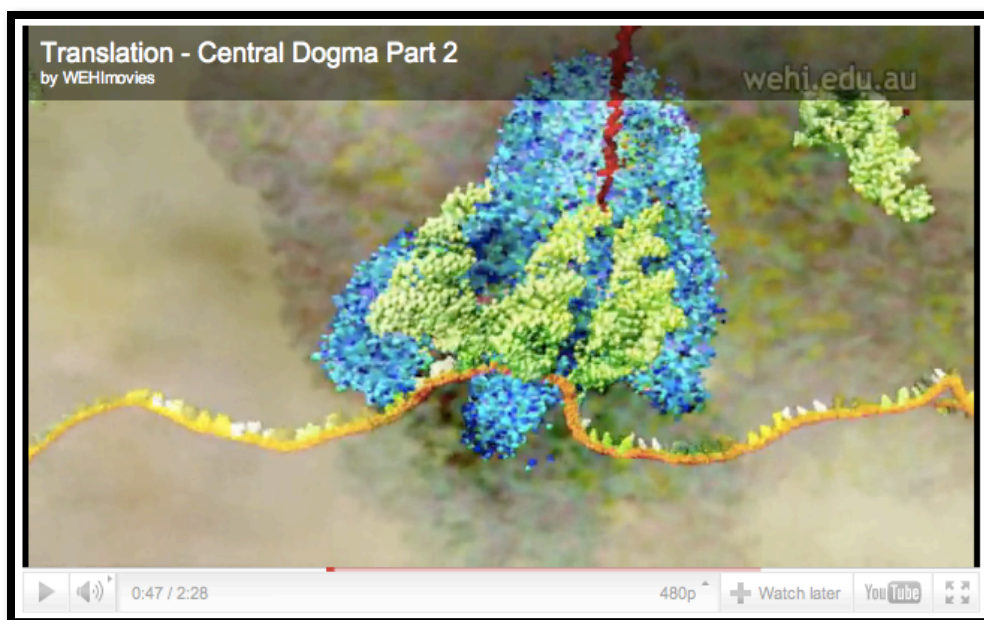 Translation - Central Dogma Part 2
by WEHImovies
wehi.edu.au
0:47 / 2:28
480p
Watch later
YouTube